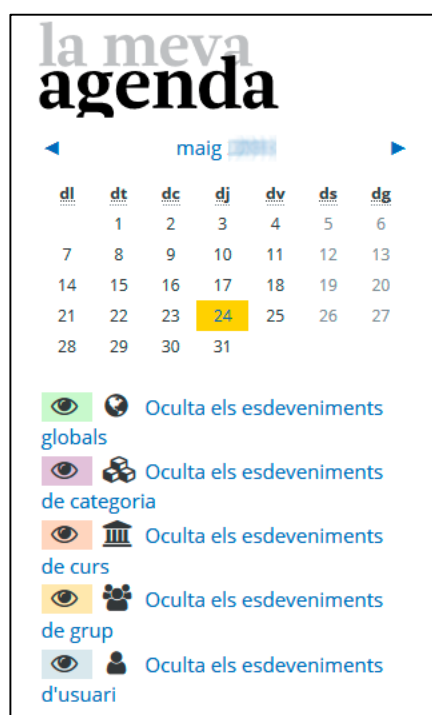 la meva
agenda
◄ maig ►
dl dt dc dj dv ds dg
1 2 3 4 5 6
7 8 9 10 11 12 13
14 15 16 17 18 19 20
21 22 23 24 25 26 27
28 29 30 31
Oculta els esdeveniments
globals
Oculta els esdeveniments
de categoria
Oculta els esdeveniments
de curs
Oculta els esdeveniments
de grup
Oculta els esdeveniments
d'usuari